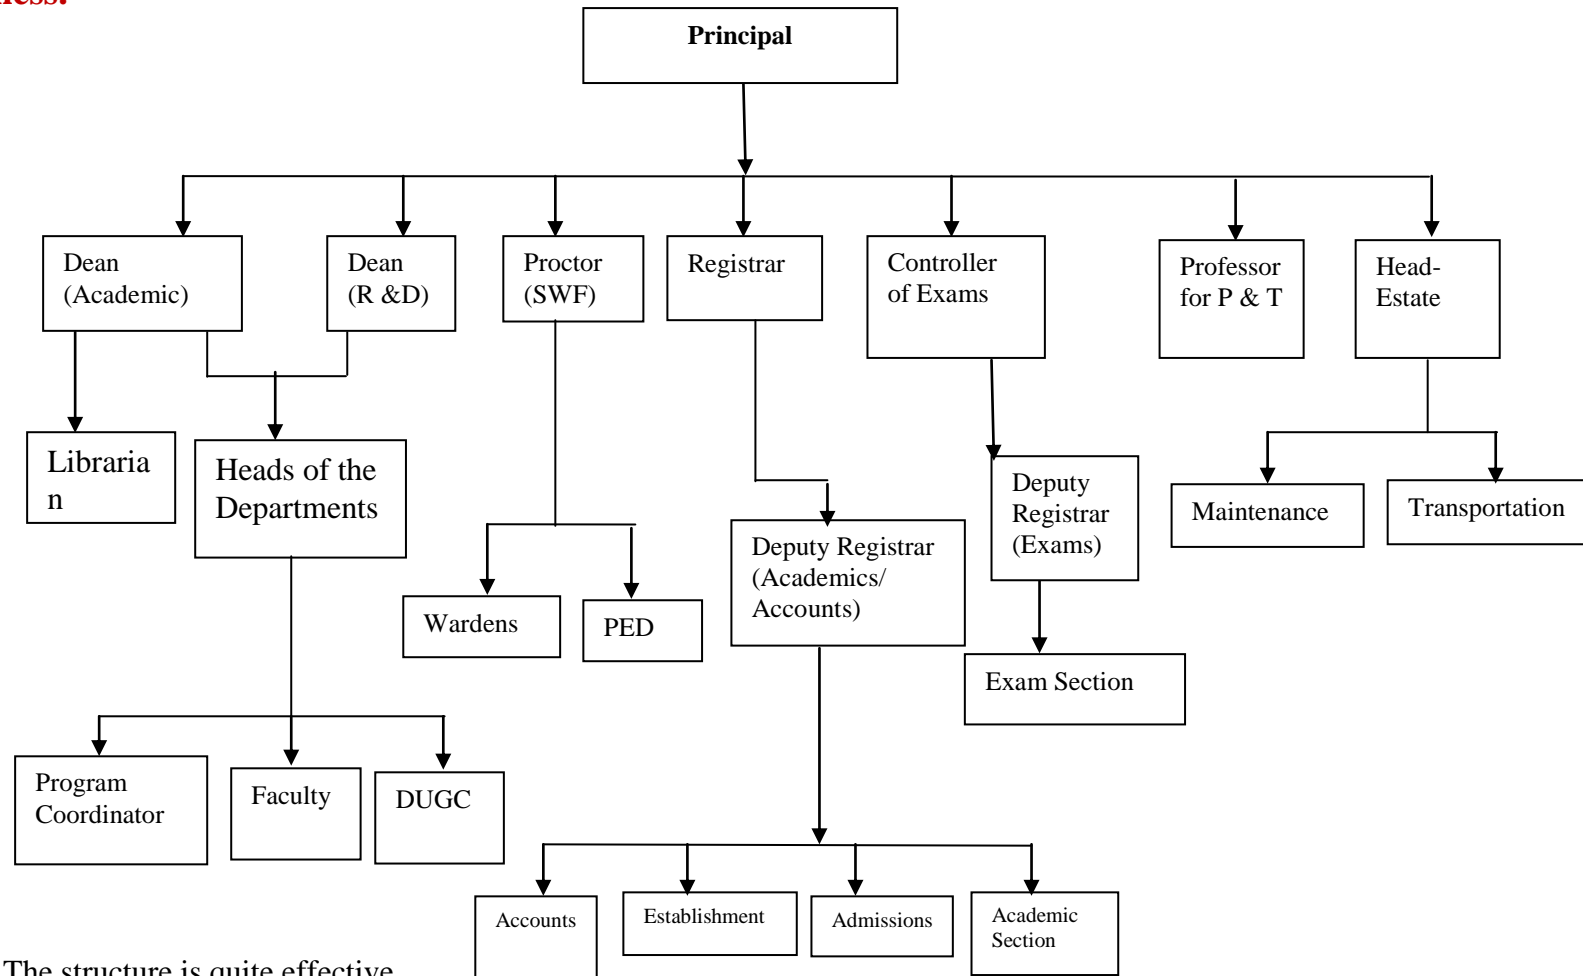 Principal
Dean
(Academic)
Dean
(R &D)
Proctor
(SWF)
Registrar
Controller
of Exams
Professor
for P & T
Head-
Estate
Libraria
n
Heads of the
Departments
Deputy
Registrar
(Exams)
Maintenance
Transportation
Deputy Registrar
(Academics/
Accounts)
Wardens
PED
Exam Section
Program
Coordinator
Faculty
DUGC
Accounts
Establishment
Admissions
Academic
Section
The structure is quite effective